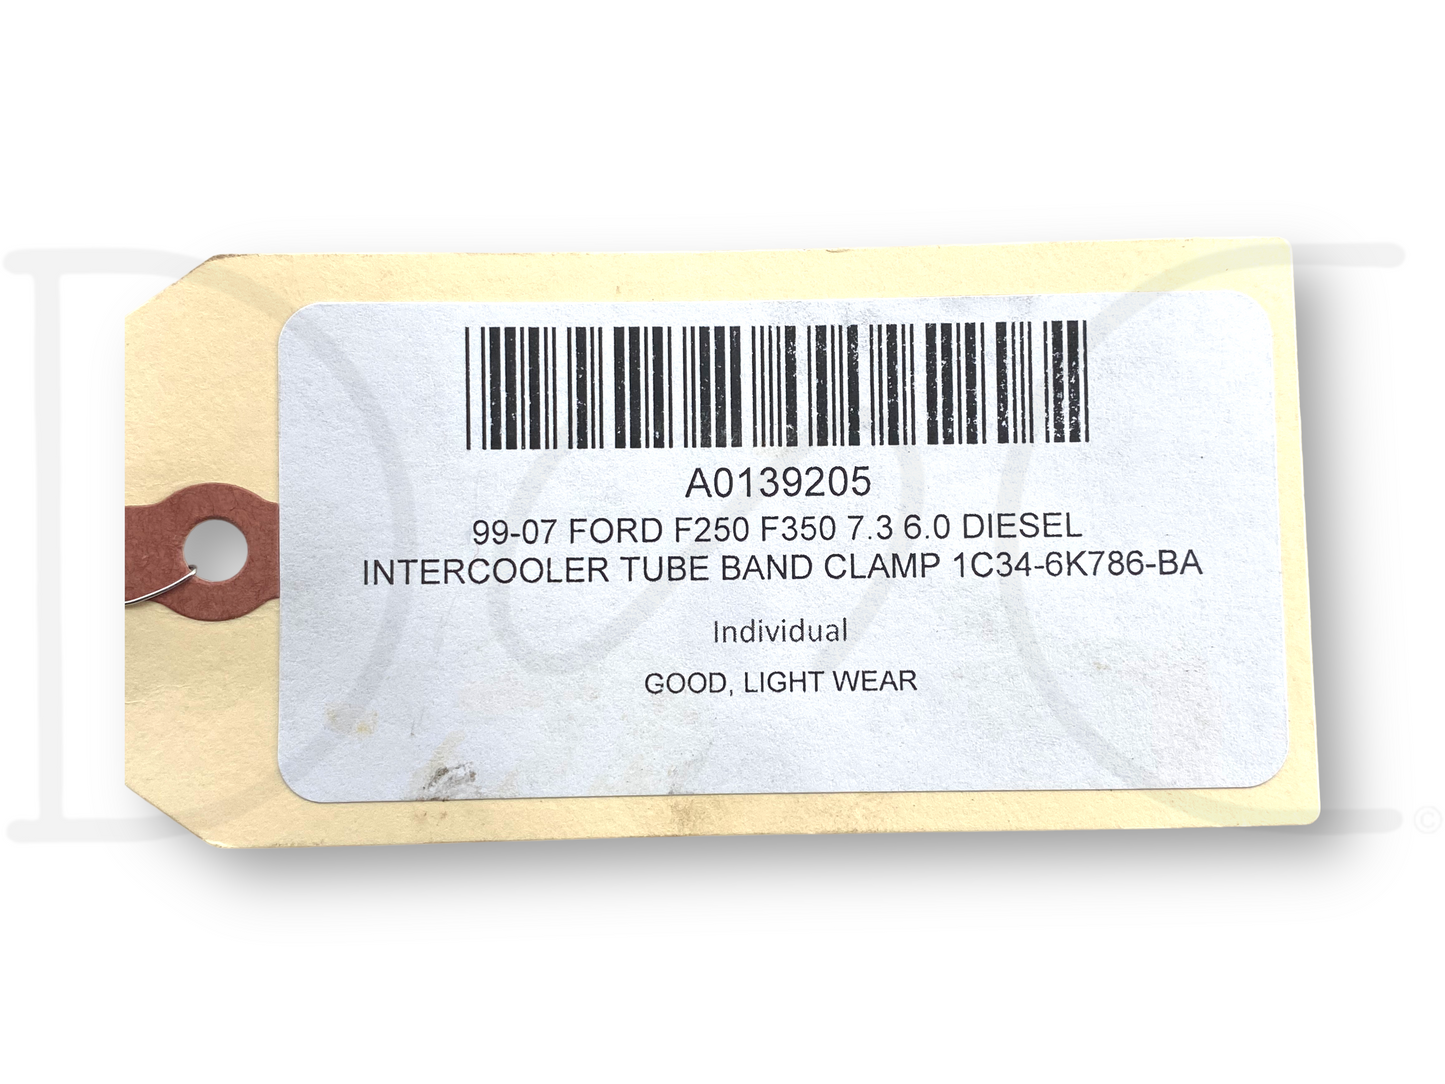 A0139205
99-07 FORD F250 F350 7.3 6.0 DIESEL
INTERCOOLER TUBE BAND CLAMP 1C34-6K786-BA
Individual
GOOD, LIGHT WEAR
DOC ©